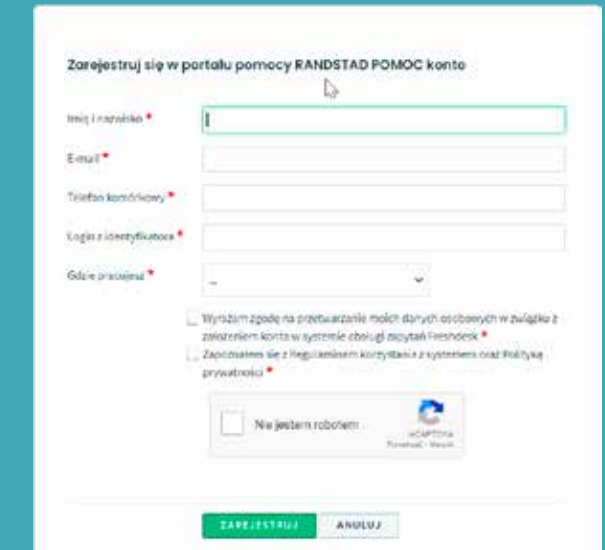 Zarejestruj się w portalu pomocy RANDSTAD POMOC konto
Imię i nazwisko *
E-mail *
Telefon komórkowy *
Login z identyfikatora *
Gdzie pracujesz *
Wyrażam zgodę na przetwarzanie moich danych osobowych w związku z
założeniem konta w systemie obsługi zapytań Freshdesk *
Zapoznałem się z Regulaminem korzystania z systemem oraz Polityką
prywatności *
Nie jestem robotem
reCAPTCHA
ZAREJESTRUJ
ANULUJ